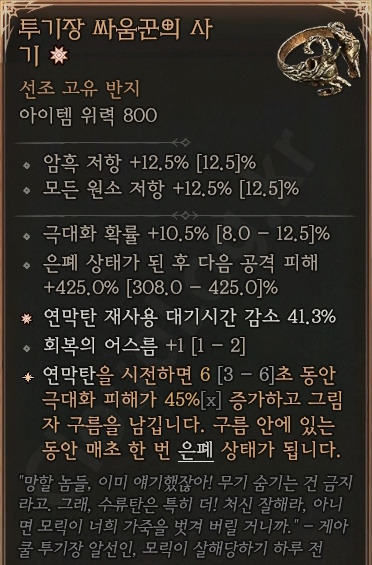 투기장 싸움꾼의 사
기
선조 고유 반지
아이템 위력 800
암흑 저항 +12.5% [12.5]%
모든 원소 저항 +12.5% [12.5]%
극대화 확률 +10.5% [8.0 - 12.5]%
은폐 상태가 된 후 다음 공격 피해
+425.0% [308.0 - 425.0]%
연막탄 재사용 대기시간 감소 41.3%
회복의 어스름 +1 [1 - 2]
연막탄을 시전하면 6 [3 - 6]초 동안
극대화 피해가 45%[x] 증가하고 그림
자 구름을 남깁니다. 구름 안에 있는
동안 매초 한 번 은폐 상태가 됩니다.
"망할 놈들, 이미 얘기했잖아! 무기 숨기는 건 금지
라고. 그래, 수류탄은 특히 더! 처신 잘해라, 아니
면 모릭이 너희 가죽을 벗겨 버릴 거니까." – 게아
쿨 투기장 알선인, 모릭이 살해당하기 하루 전